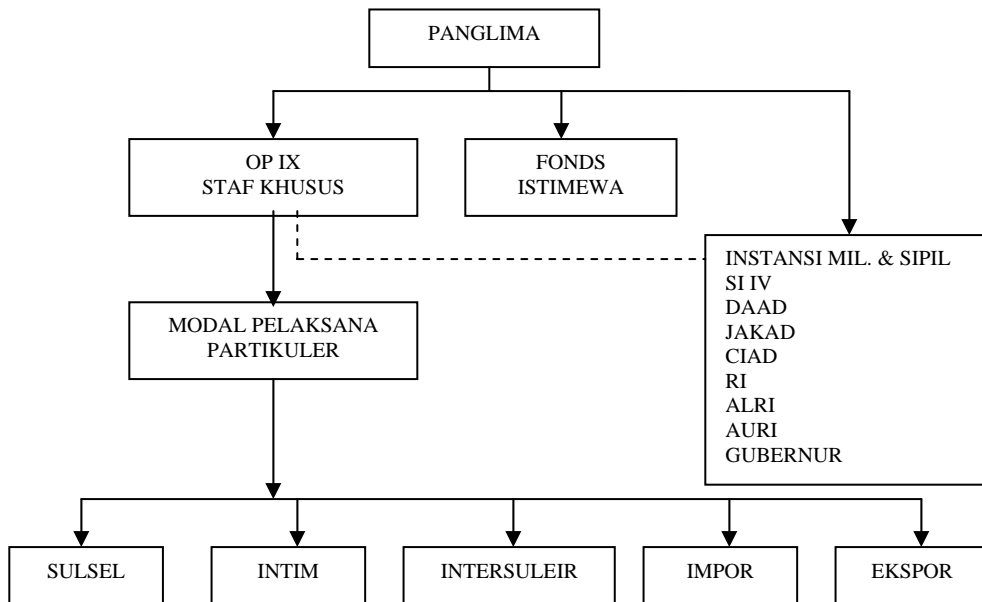 PANGLIMA
OP IX
STAF KHUSUS
FONDS
ISTIMEWA
INSTANSI MIL. & SIPIL
SI IV
DAAD
JAKAD
CIAD
RI
ALRI
AURI
GUBERNUR
MODAL PELAKSANA
PARTIKULER
SULSEL
INTIM
INTERSULEIR
IMPOR
EKSPOR